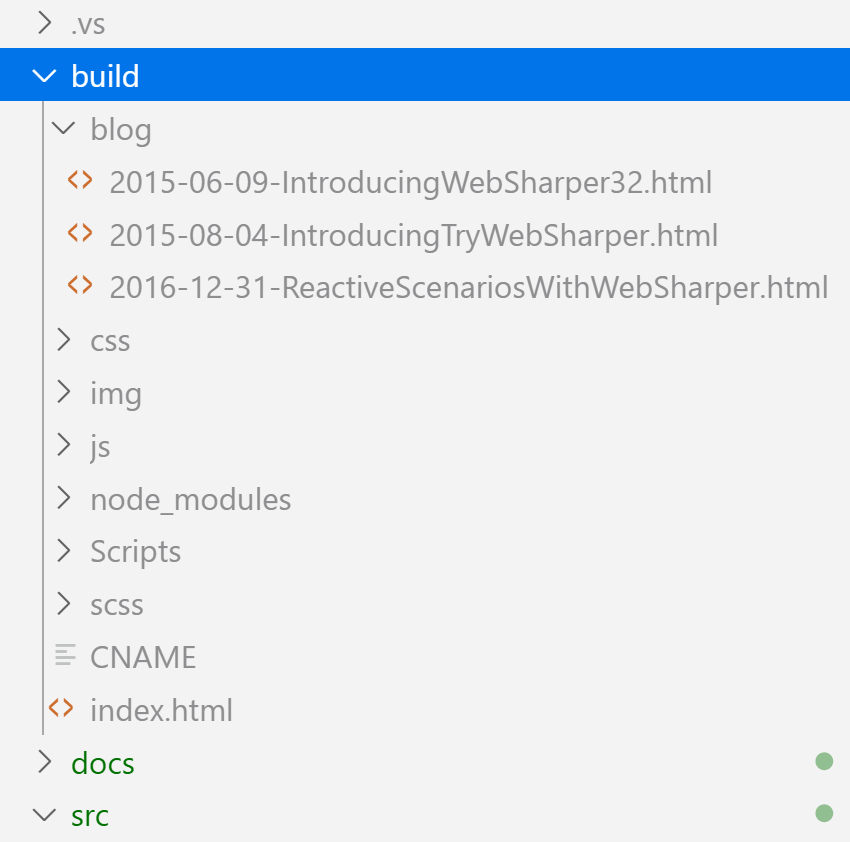 .vs
build
blog
2015-06-09-IntroducingWebSharper32.html
2015-08-04-IntroducingTryWebSharper.html
2016-12-31-ReactiveScenariosWithWebSharper.html
css
img
js
node_modules
Scripts
scss
CNAME
index.html
docs
src